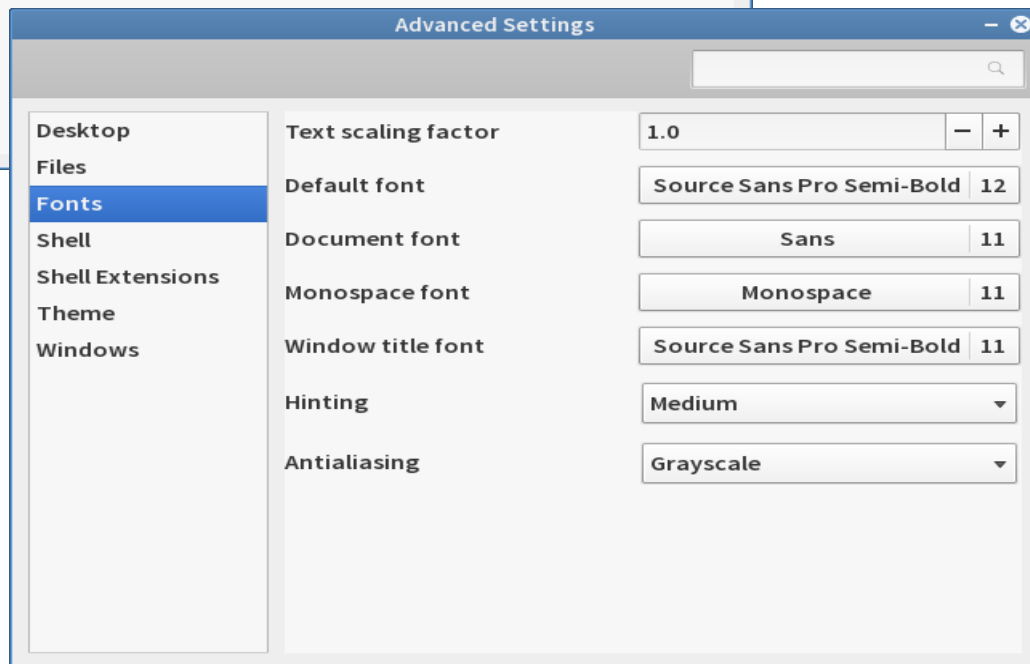 Advanced Settings
Desktop
Files
Fonts
Shell
Shell Extensions
Theme
Windows
Text scaling factor 1.0
Default font Source Sans Pro Semi-Bold 12
Document font Sans 11
Monospace font Monospace 11
Window title font Source Sans Pro Semi-Bold 11
Hinting Medium
Antialiasing Grayscale